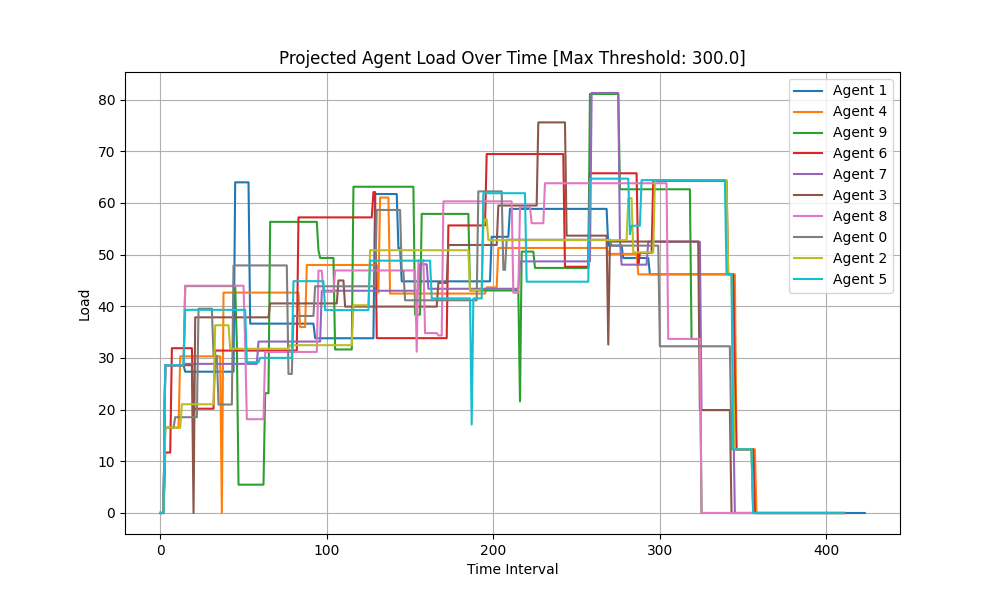 Projected Agent Load Over Time [Max Threshold: 300.0]
Load
80
70
60
50
40
30
20
10
0
0
100
200
300
400
Time Interval
Agent 1
Agent 4
Agent 9
Agent 6
Agent 7
Agent 3
Agent 8
Agent 0
Agent 2
Agent 5